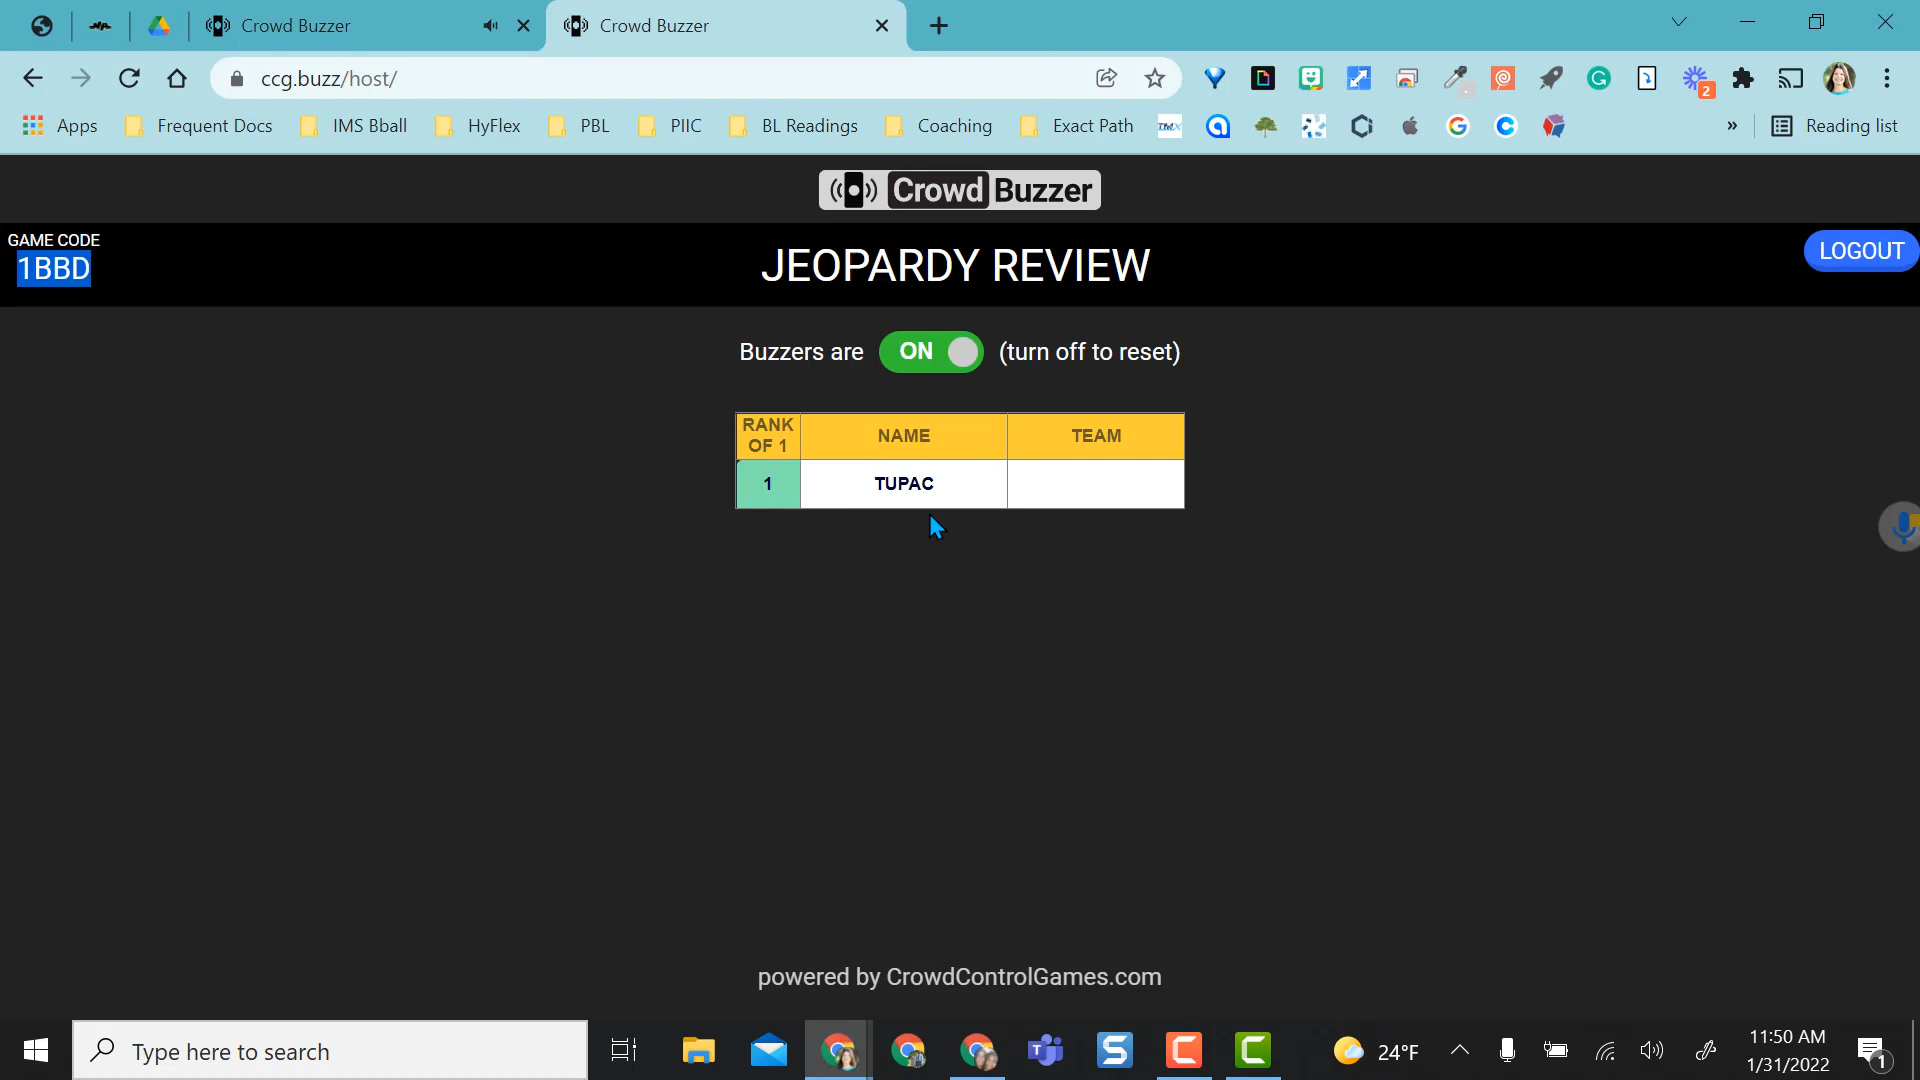 Crowd Buzzer
Crowd Buzzer
ccg.buzz/host/
2
Apps
Frequent Docs
IMS Bball
HyFlex
PBL
PIIC
BL Readings
Coaching
Exact Path
»
Reading list
Crowd Buzzer
GAME CODE
1BBD
JEOPARDY REVIEW
LOGOUT
Buzzers are ON (turn off to reset)
RANK OF 1
NAME
TEAM
1
TUPAC
powered by CrowdControlGames.com
Type here to search
24°F
11:50 AM
1/31/2022
1